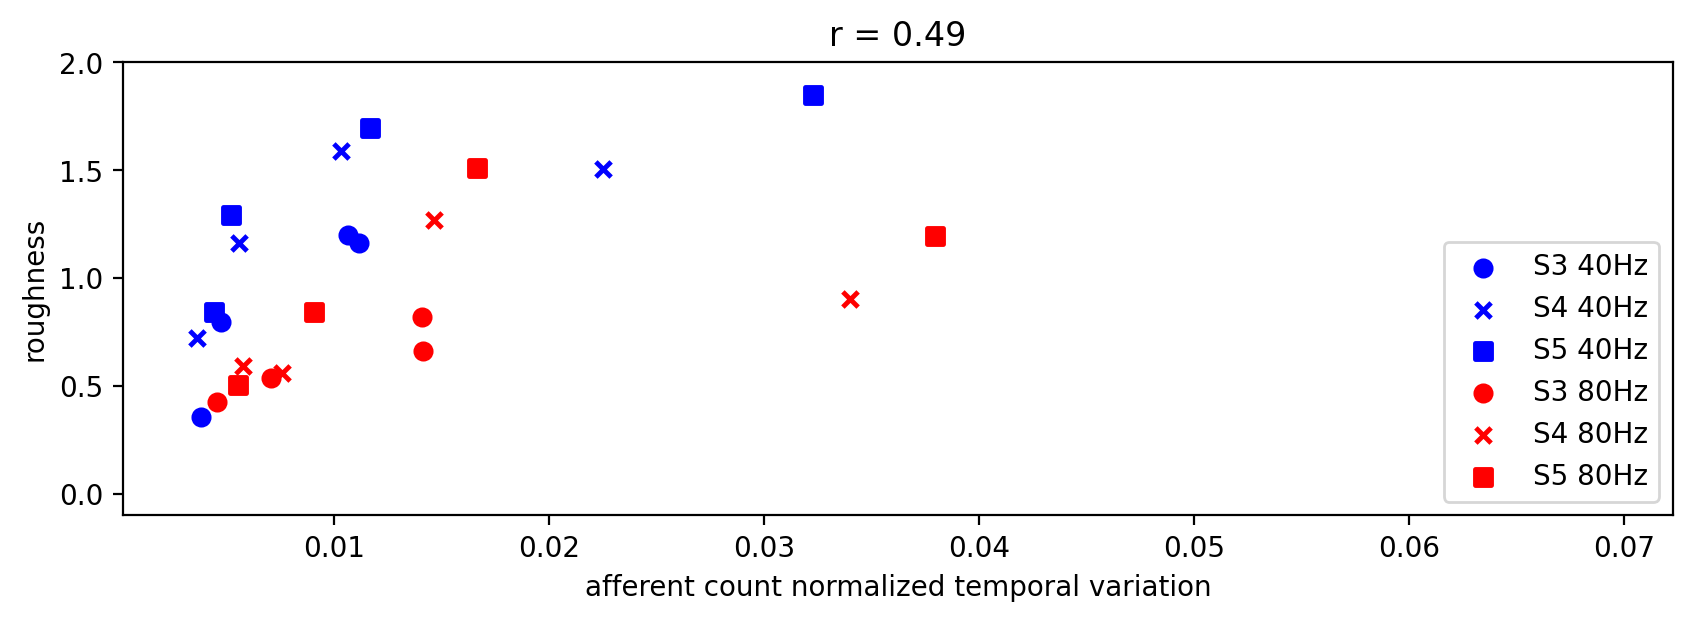 r = 0.49
2.0
1.5
1.0
0.5
0.0
roughness
S3 40Hz
S4 40Hz
S5 40Hz
S3 80Hz
S4 80Hz
S5 80Hz
0.01 0.02 0.03 0.04 0.05 0.06 0.07
afferent count normalized temporal variation